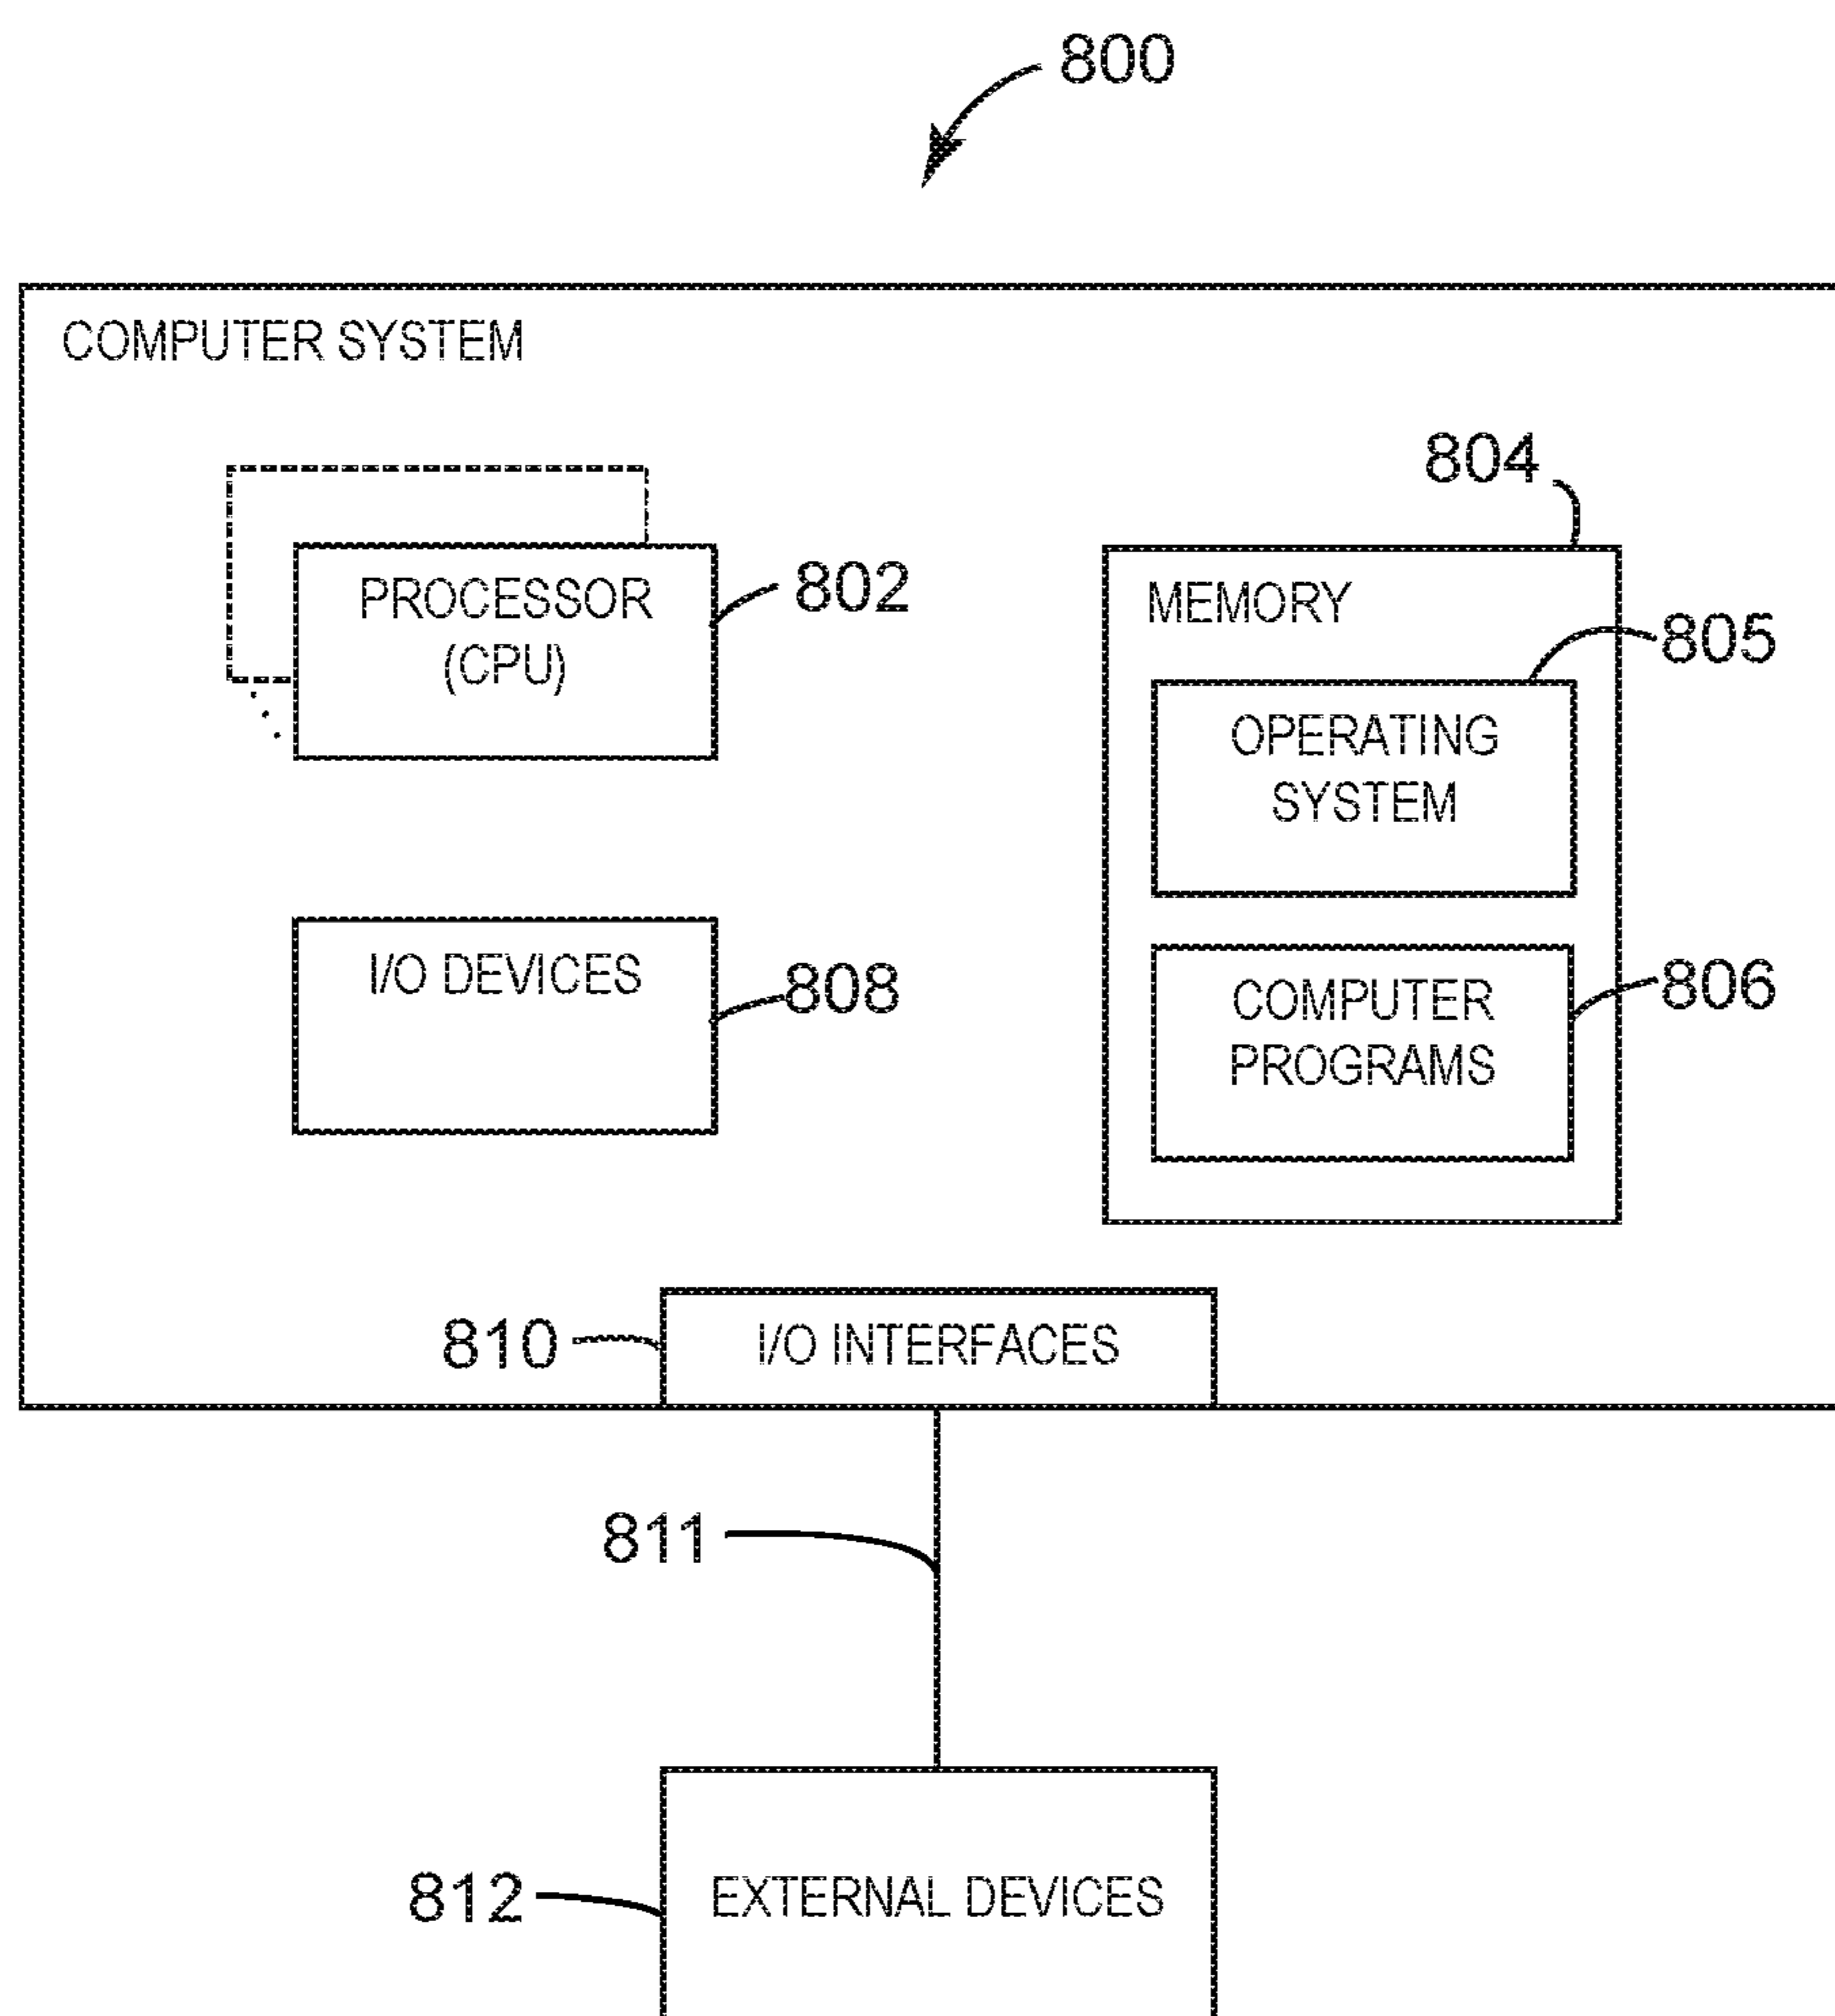 800
COMPUTER SYSTEM
804
PROCESSOR
(CPU)
802
MEMORY
805
OPERATING
SYSTEM
I/O DEVICES
808
COMPUTER
PROGRAMS
806
810
I/O INTERFACES
811
812
EXTERNAL DEVICES